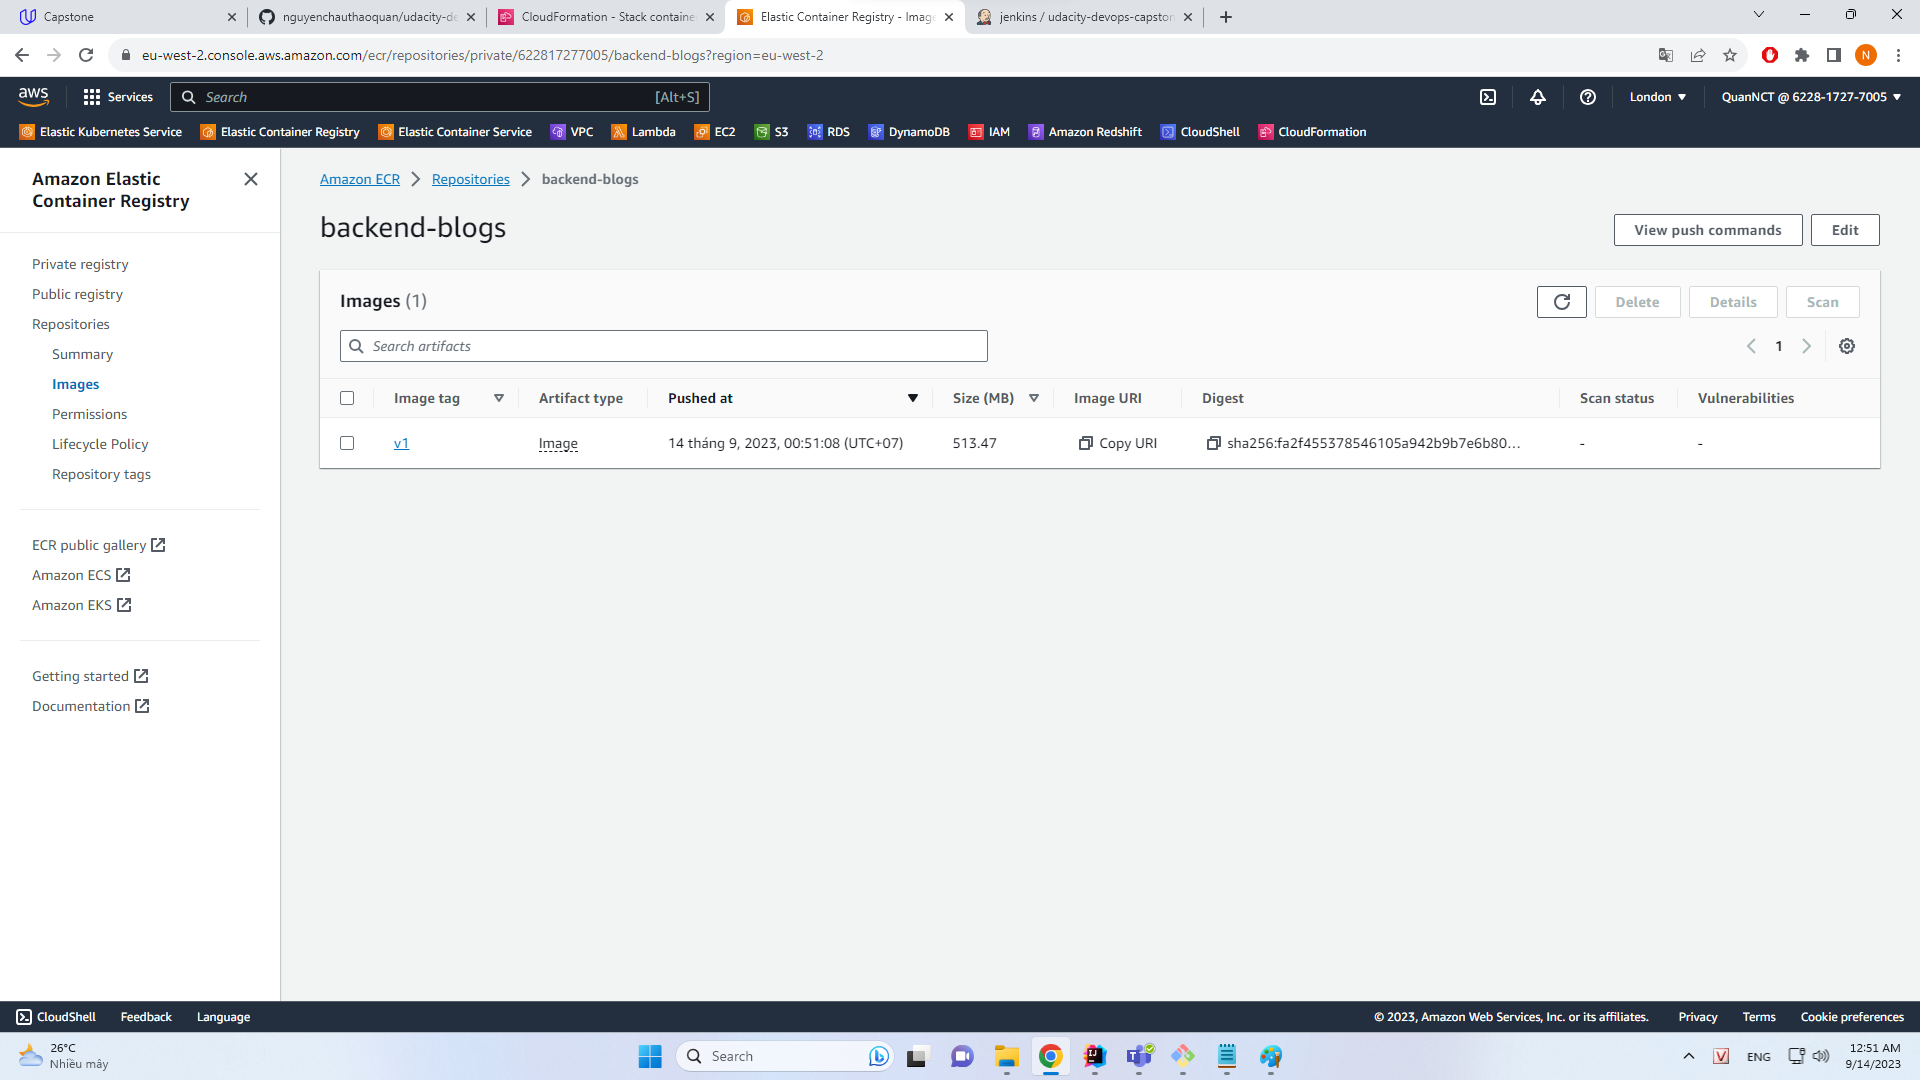 Capstone
nguyenchauthaoquan/udacity-de
CloudFormation - Stack containe
Elastic Container Registry - Image
jenkins / udacity-devops-capston
eu-west-2.console.aws.amazon.com/ecr/repositories/private/622817277005/backend-blogs?region=eu-west-2
N
aws
Services
Search
[Alt+S]
London
QuanNCT @ 6228-1727-7005
Elastic Kubernetes Service
Elastic Container Registry
Elastic Container Service
VPC
Lambda
EC2
S3
RDS
DynamoDB
IAM
Amazon Redshift
CloudShell
CloudFormation
Amazon Elastic
Container Registry
Private registry
Public registry
Repositories
Summary
Images
Permissions
Lifecycle Policy
Repository tags
ECR public gallery
Amazon ECS
Amazon EKS
Getting started
Documentation
Amazon ECR
Repositories
backend-blogs
backend-blogs
View push commands
Edit
Images (1)
Delete
Details
Scan
Search artifacts
1
Image tag
Artifact type
Pushed at
Size (MB)
Image URI
Digest
Scan status
Vulnerabilities
v1
Image
14 tháng 9, 2023, 00:51:08 (UTC+07)
513.47
Copy URI
sha256:fa2f455378546105a942b9b7e6b80...
-
-
CloudShell
Feedback
Language
© 2023, Amazon Web Services, Inc. or its affiliates.
Privacy
Terms
Cookie preferences
26°C
Nhiều mây
Search
ENG
12:51 AM
9/14/2023